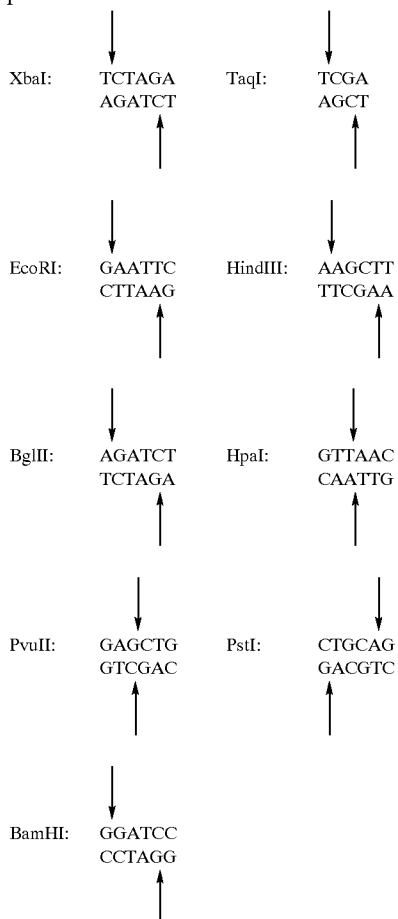 XbaI: TCTAGA TaqI: TCGA
AGATCT AGCT
EcoRI: GAATTC HindIII: AAGCTT
CTTAAG TTCGAA
BglII: AGATCT HpaI: GTTAAC
TCTAGA CAATTG
PvuII: GAGCTG PstI: CTGCAG
GTCGAC GACGTC
BamHI: GGATCC
CCTAGG